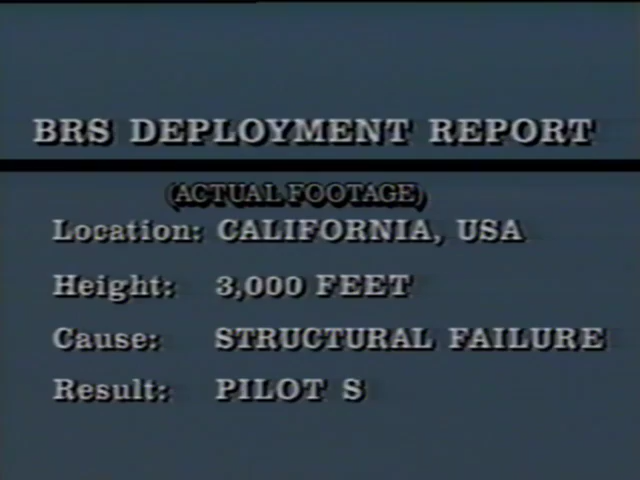 BRS DEPLOYMENT REPORT
(ACTUAL FOOTAGE)
Location: CALIFORNIA, USA
Height: 3,000 FEET
Cause: STRUCTURAL FAILURE
Result: PILOT S